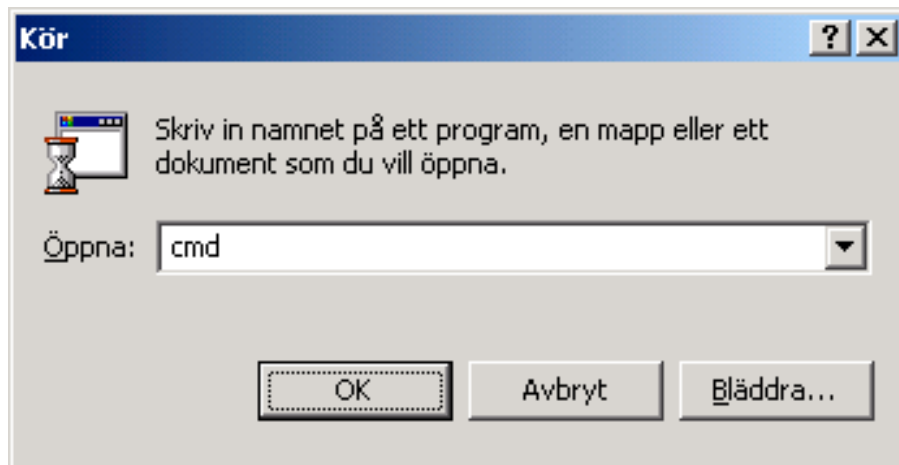 Kör
Skriv in namnet på ett program, en mapp eller ett
dokument som du vill öppna.
Öppna: cmd
OK Avbryt Bläddra...